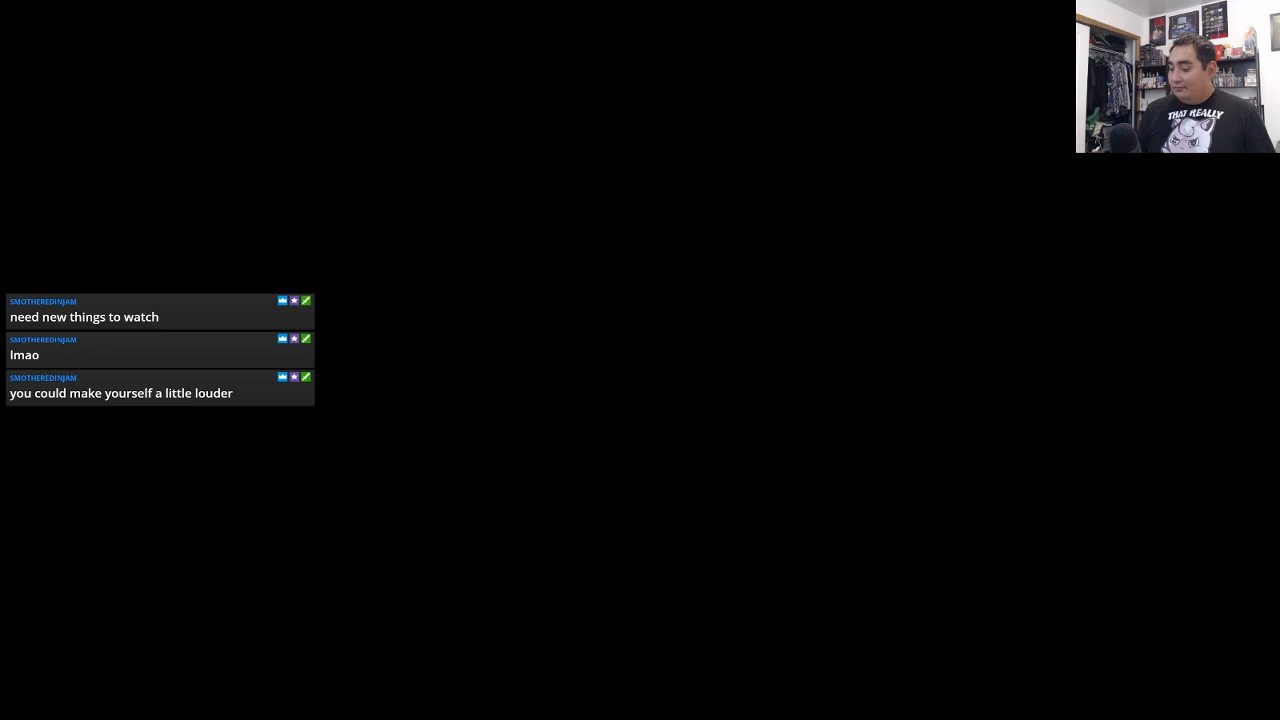 THAT REALLY
SMOTHEREDINJAM
need new things to watch
SMOTHEREDINJAM
lmao
SMOTHEREDINJAM
you could make yourself a little louder